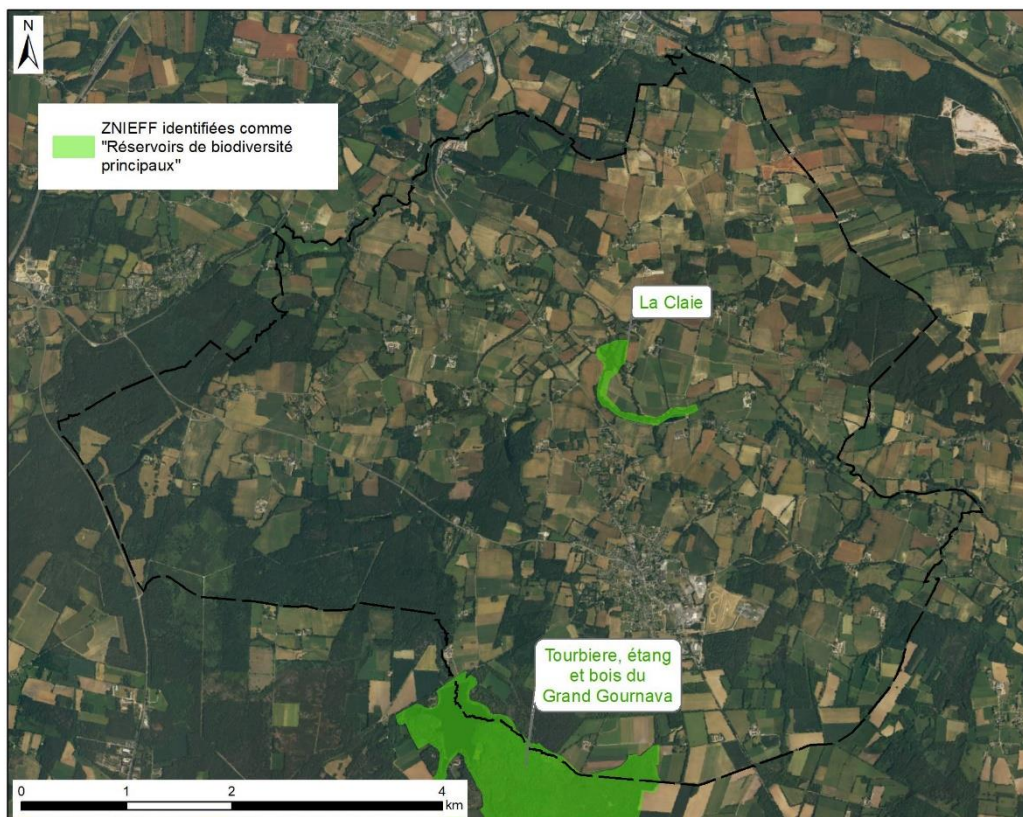 N
ZNIEFF identifiées comme
"Réservoirs de biodiversité
principaux"
La Claie
Tourbiere, étang
et bois du
Grand Gournava
0 1 2 4
km